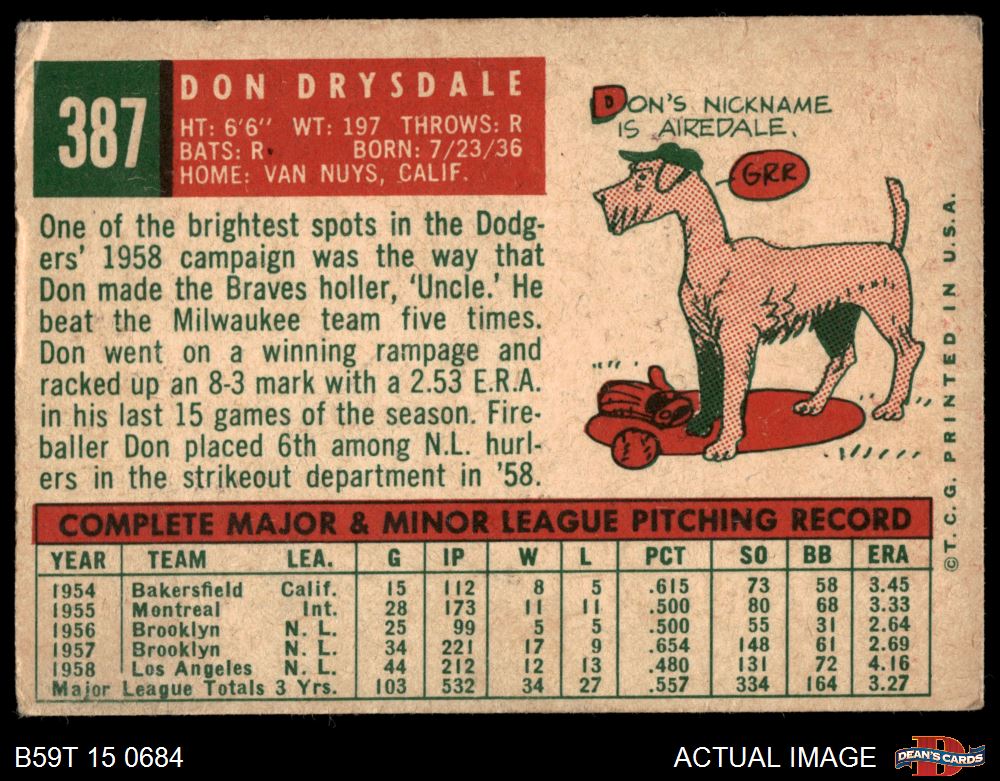 387
DON DRYSDALE
HT: 6'6" WT: 197 THROWS: R
BATS: R. BORN: 7/23/36
HOME: VAN NUYS, CALIF.
DON'S NICKNAME
IS AIREDALE.
GRR
One of the brightest spots in the Dodg-
ers' 1958 campaign was the way that
Don made the Braves holler, 'Uncle.' He
beat the Milwaukee team five times.
Don went on a winning rampage and
racked up an 8-3 mark with a 2.53 E.R.A.
in his last 15 games of the season. Fire-
baller Don placed 6th among N.L. hurl-
ers in the strikeout department in '58.
COMPLETE MAJOR & MINOR LEAGUE PITCHING RECORD
YEAR TEAM LEA. G IP W L PCT SO BB ERA
1954 Bakersfield Calif. 15 112 8 5 .615 73 58 3.45
1955 Montreal Int. 28 173 11 11 .500 80 68 3.33
1956 Brooklyn N. L. 25 99 5 5 .500 55 31 2.64
1957 Brooklyn N. L. 34 221 17 9 .654 148 61 2.69
1958 Los Angeles N. L. 44 212 12 13 .480 131 72 4.16
Major League Totals 3 Yrs. 103 532 34 27 .557 334 164 3.27
©T. C. G. PRINTED IN U.S.A.
B59T 15 0684
ACTUAL IMAGE
D
DEAN'S CARDS